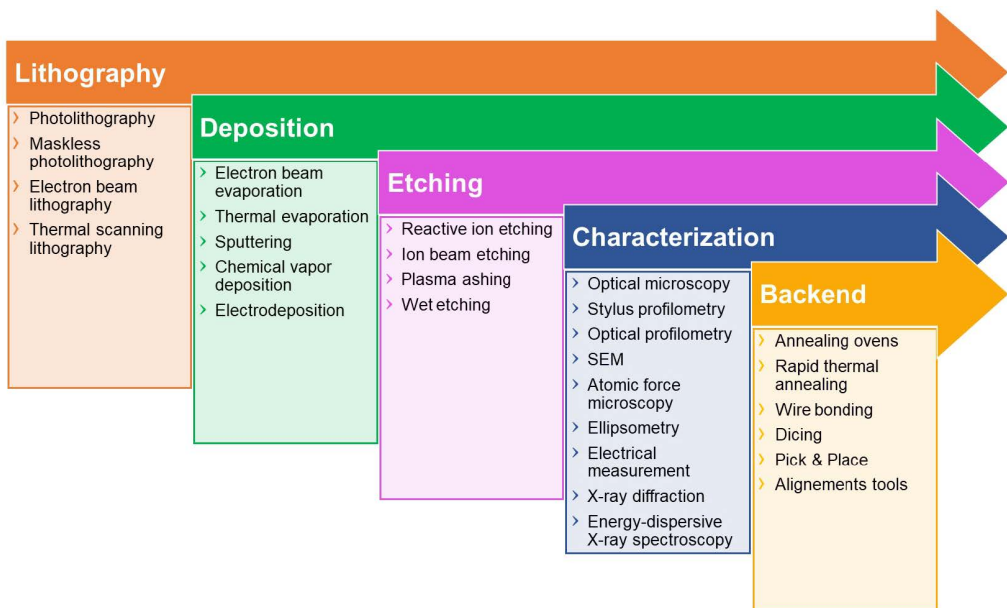 Lithography
Photolithography
Maskless
photolithography
Electron beam
lithography
Thermal scanning
lithography
Deposition
Electron beam
evaporation
Thermal evaporation
Sputtering
Chemical vapor
deposition
Electrodeposition
Etching
Reactive ion etching
Ion beam etching
Plasma ashing
Wet etching
Characterization
Optical microscopy
Stylus profilometry
Optical profilometry
SEM
Atomic force
microscopy
Ellipsometry
Electrical
measurement
X-ray diffraction
Energy-dispersive
X-ray spectroscopy
Backend
Annealing ovens
Rapid thermal
annealing
Wire bonding
Dicing
Pick & Place
Alignements tools